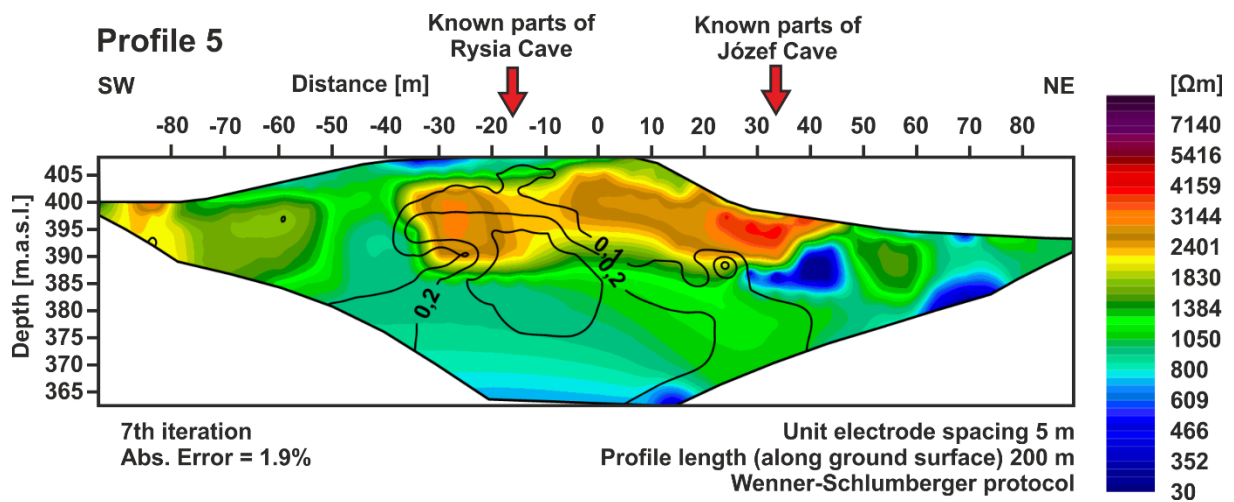 Profile 5
Known parts of
Rysia Cave
Known parts of
Józef Cave
SW
Distance [m]
NE
[Ωm]
-80 -70 -60 -50 -40 -30 -20 -10 0 10 20 30 40 50 60 70 80
Depth [m.a.s.l.]
405
400
395
390
385
380
375
370
365
0,1
0,2
0,2
7140
5416
4159
3144
2401
1830
1384
1050
800
609
466
352
30
7th iteration
Abs. Error = 1.9%
Unit electrode spacing 5 m
Profile length (along ground surface) 200 m
Wenner-Schlumberger protocol